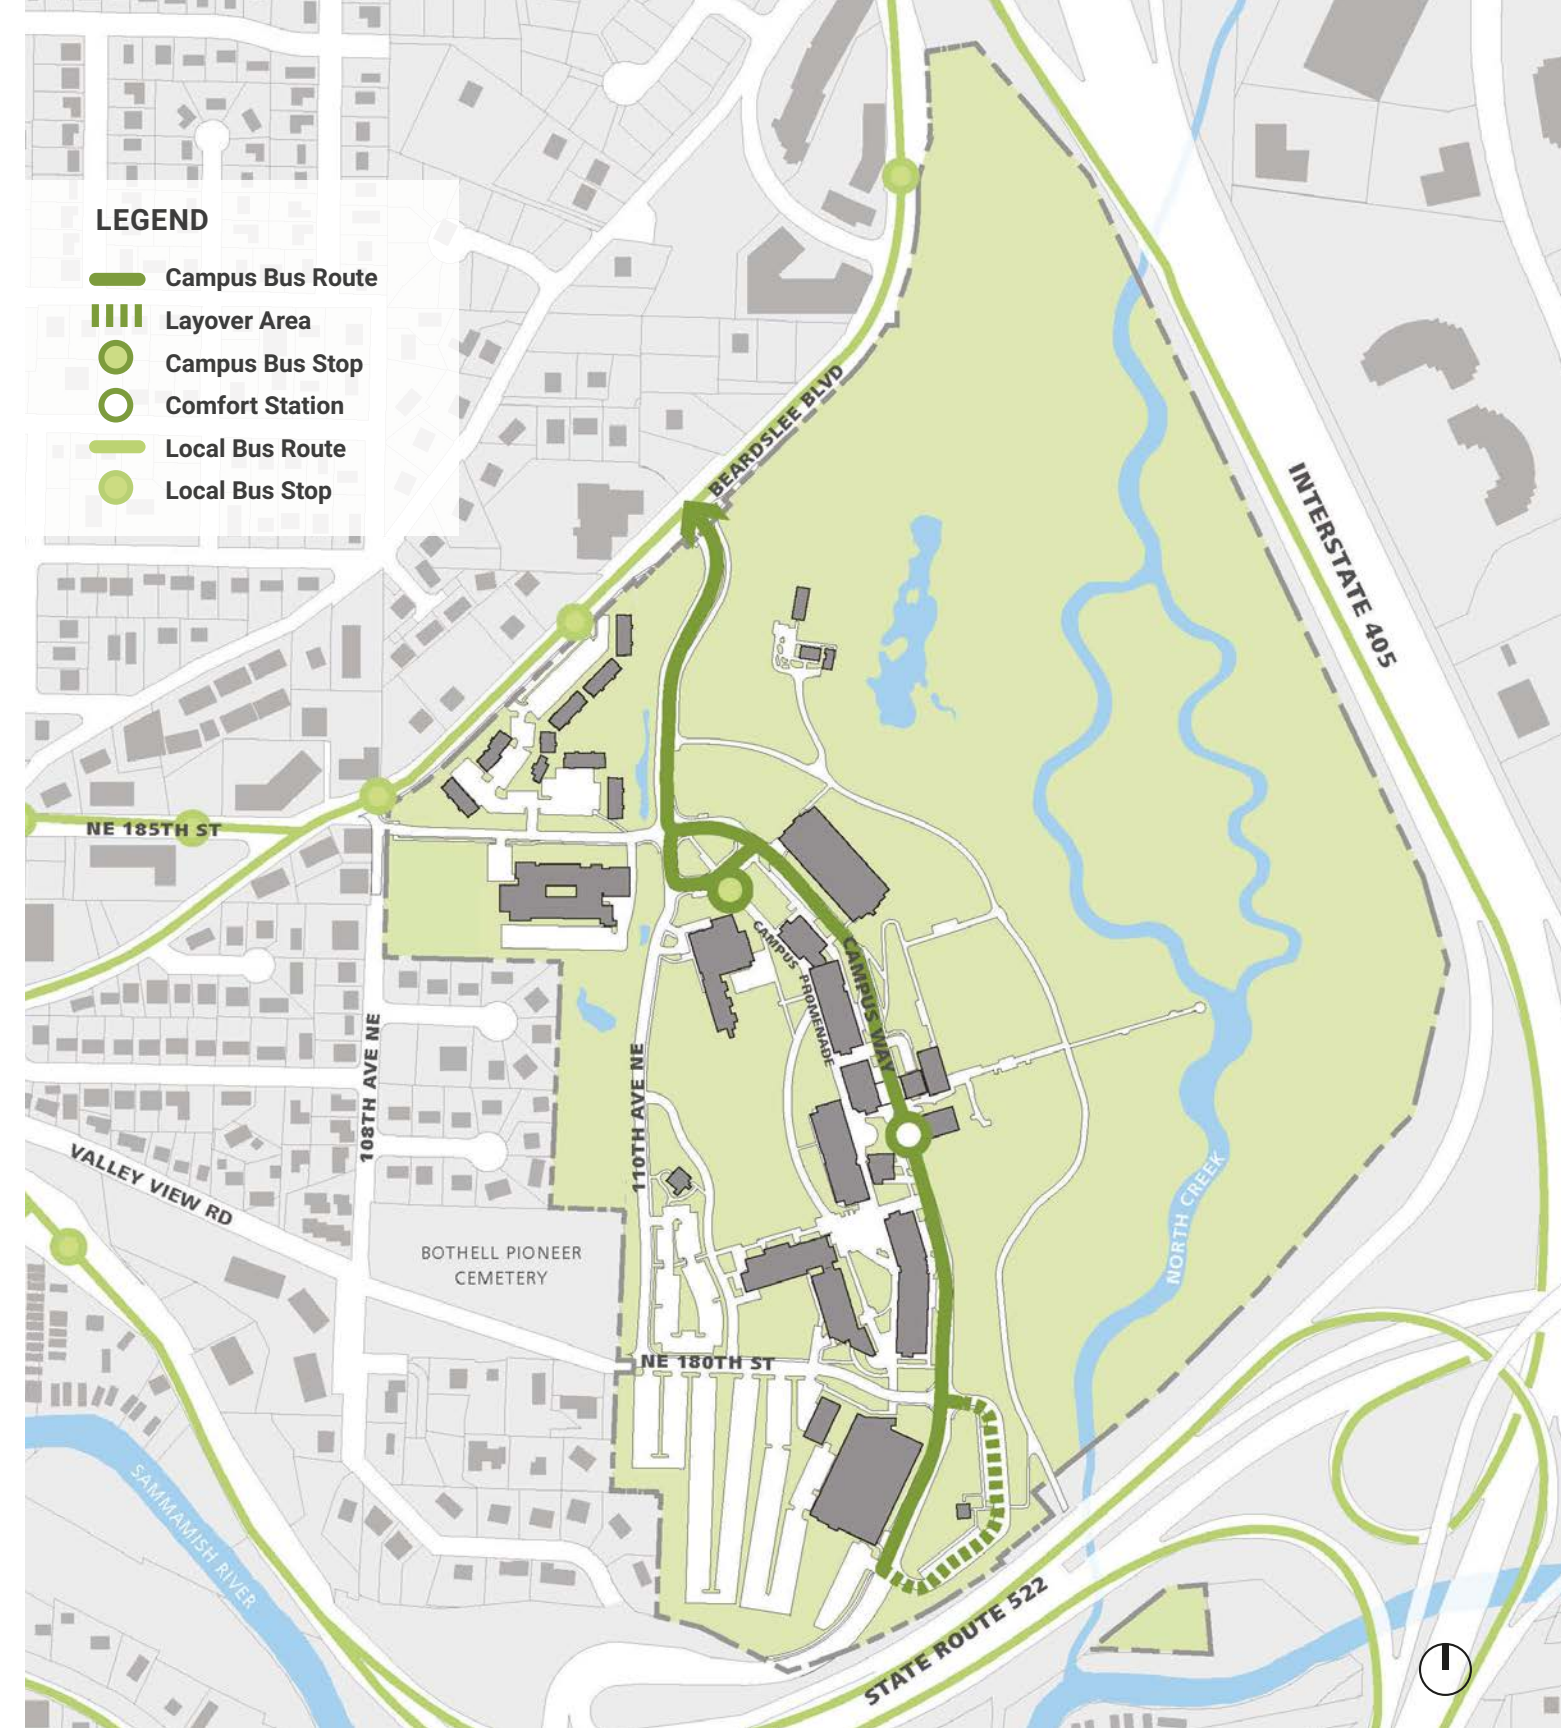 LEGEND
Campus Bus Route
Layover Area
Campus Bus Stop
Comfort Station
Local Bus Route
Local Bus Stop
BEARDSLEE BLVD
INTERSTATE 405
NE 185TH ST
CAMPUS PROMENADE
CAMPUS WAY
108TH AVE NE
110TH AVE NE
VALLEY VIEW RD
BOTHELL PIONEER
CEMETERY
NORTH CREEK
NE 180TH ST
SAMMAMISH RIVER
STATE ROUTE 522